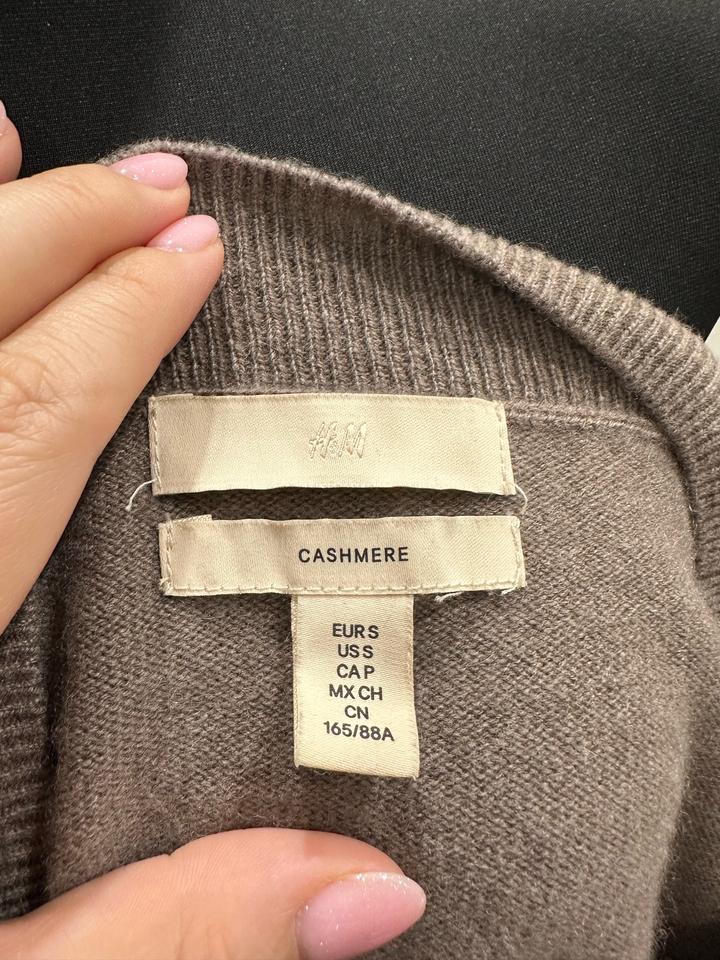 H&M
CASHMERE
EUR S
US S
CA P
MX CH
CN
165/88A